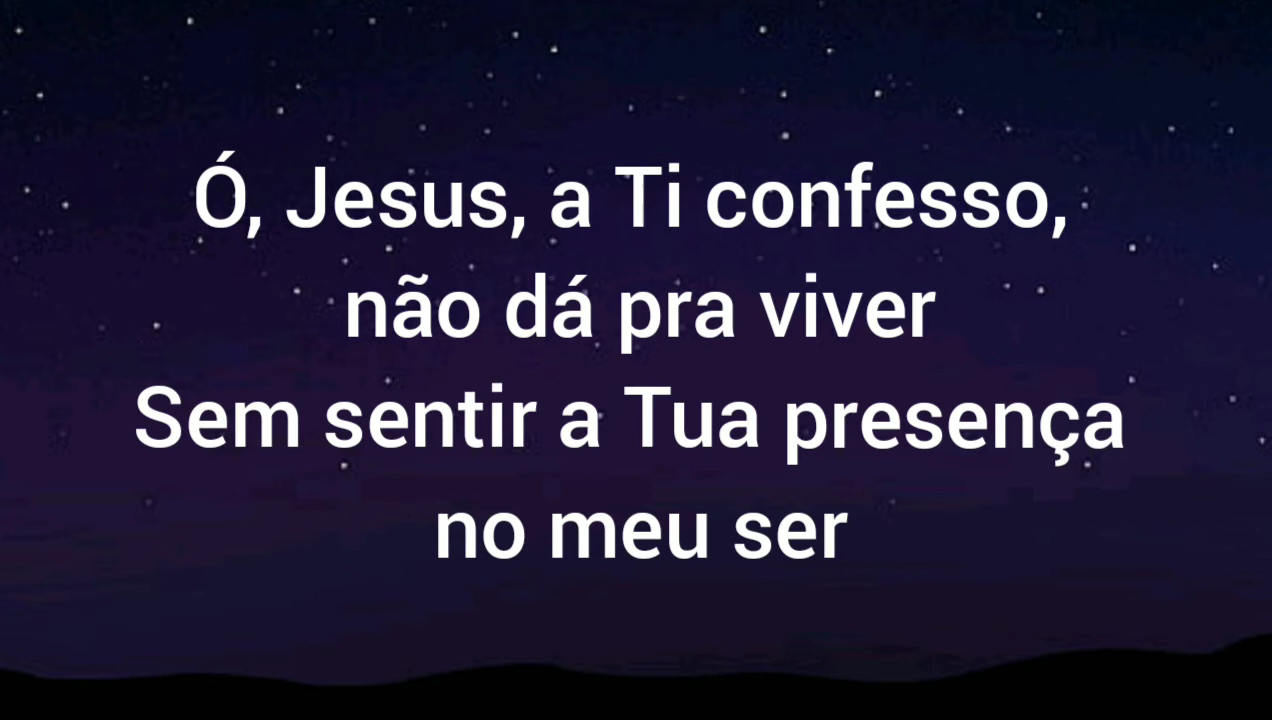 Ó, Jesus, a Ti confesso,
não dá pra viver
Sem sentir a Tua presença
no meu ser